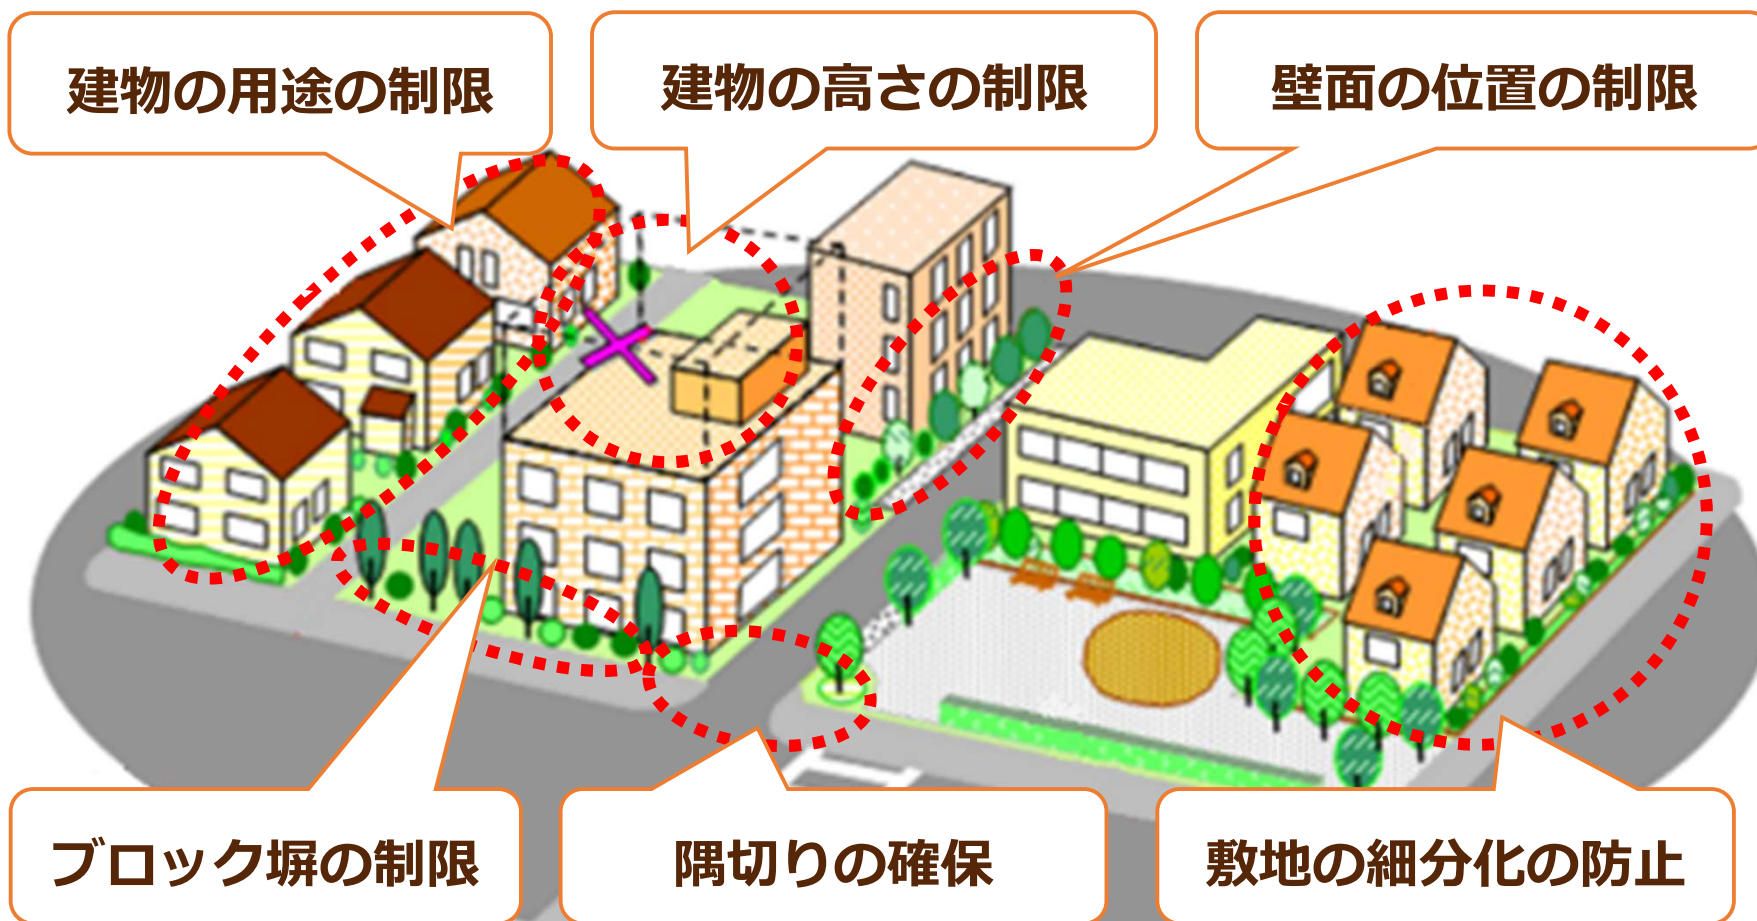 建物の用途の制限
建物の高さの制限
壁面の位置の制限
ブロック塀の制限
隅切りの確保
敷地の細分化の防止